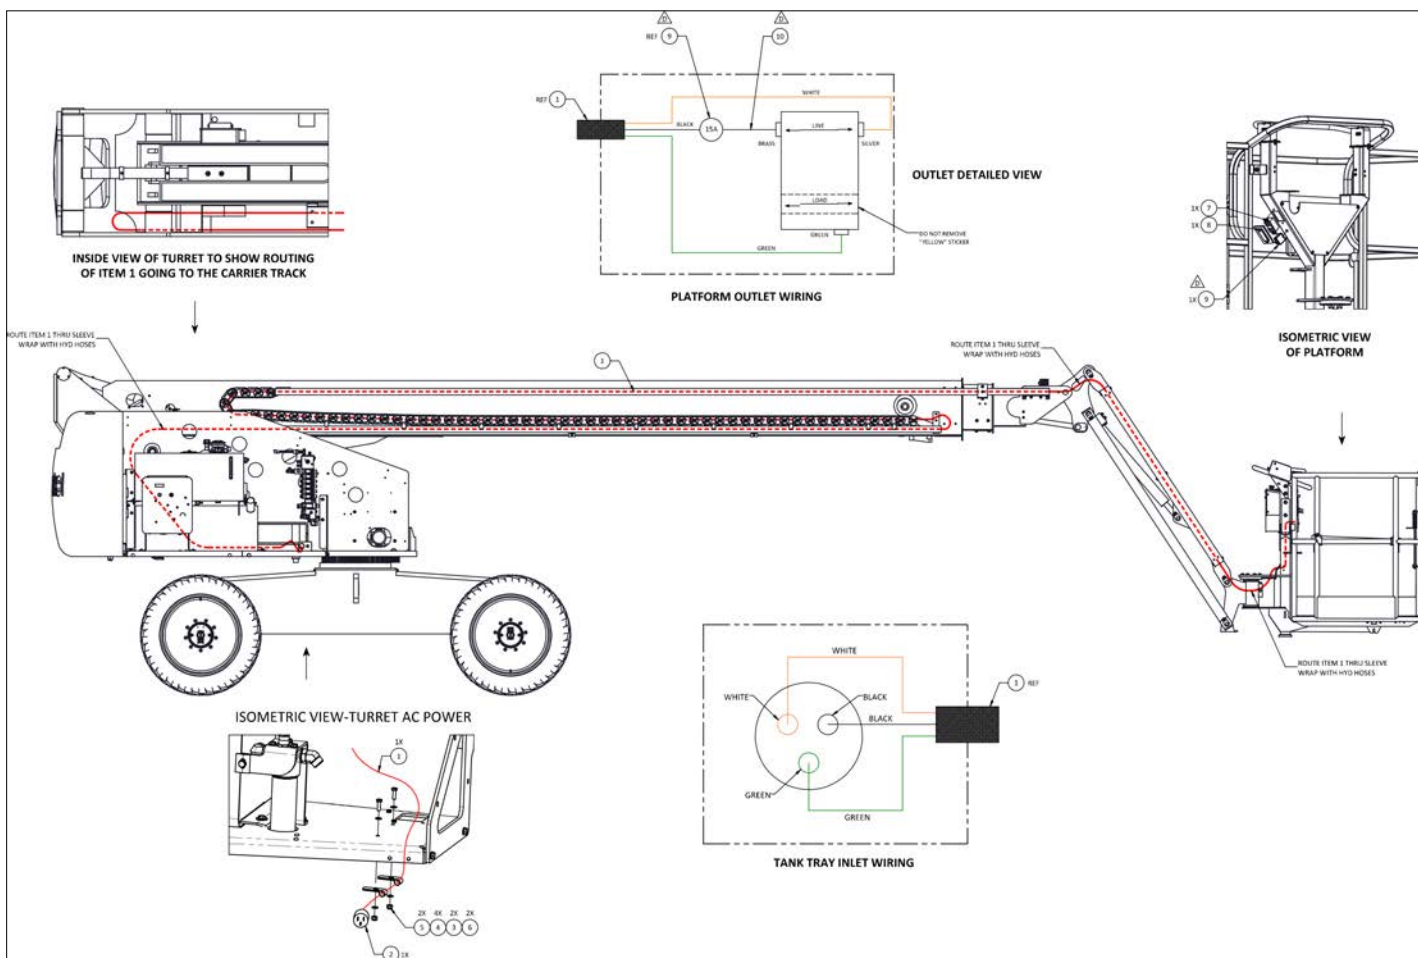 D
D
REF 9
10
REF 1
WHITE
BLACK
15A
LINE
BRASS
SILVER
OUTLET DETAILED VIEW
LOAD
GREEN
DO NOT REMOVE
"YELLOW" STICKER
GREEN
PLATFORM OUTLET WIRING
INSIDE VIEW OF TURRET TO SHOW ROUTING
OF ITEM 1 GOING TO THE CARRIER TRACK
1X 7
1X 8
D
1X 9
ISOMETRIC VIEW
OF PLATFORM
ROUTE ITEM 1 THRU SLEEVE
WRAP WITH HYD HOSES
1
ROUTE ITEM 1 THRU SLEEVE
WRAP WITH HYD HOSES
ROUTE ITEM 1 THRU SLEEVE
WRAP WITH HYD HOSES
ISOMETRIC VIEW-TURRET AC POWER
1X
1
2X 4X 2X 2X
5 4 3 6
2 1X
WHITE
WHITE
BLACK
BLACK
1 REF
GREEN
GREEN
TANK TRAY INLET WIRING